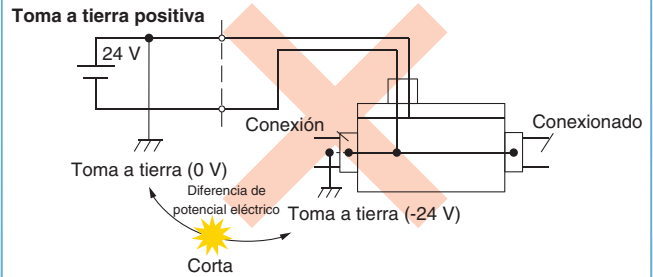 Toma a tierra positiva
24 V
Conexión
Conexionado
Toma a tierra (0 V)
Diferencia de
potencial eléctrico
Toma a tierra (-24 V)
Corta